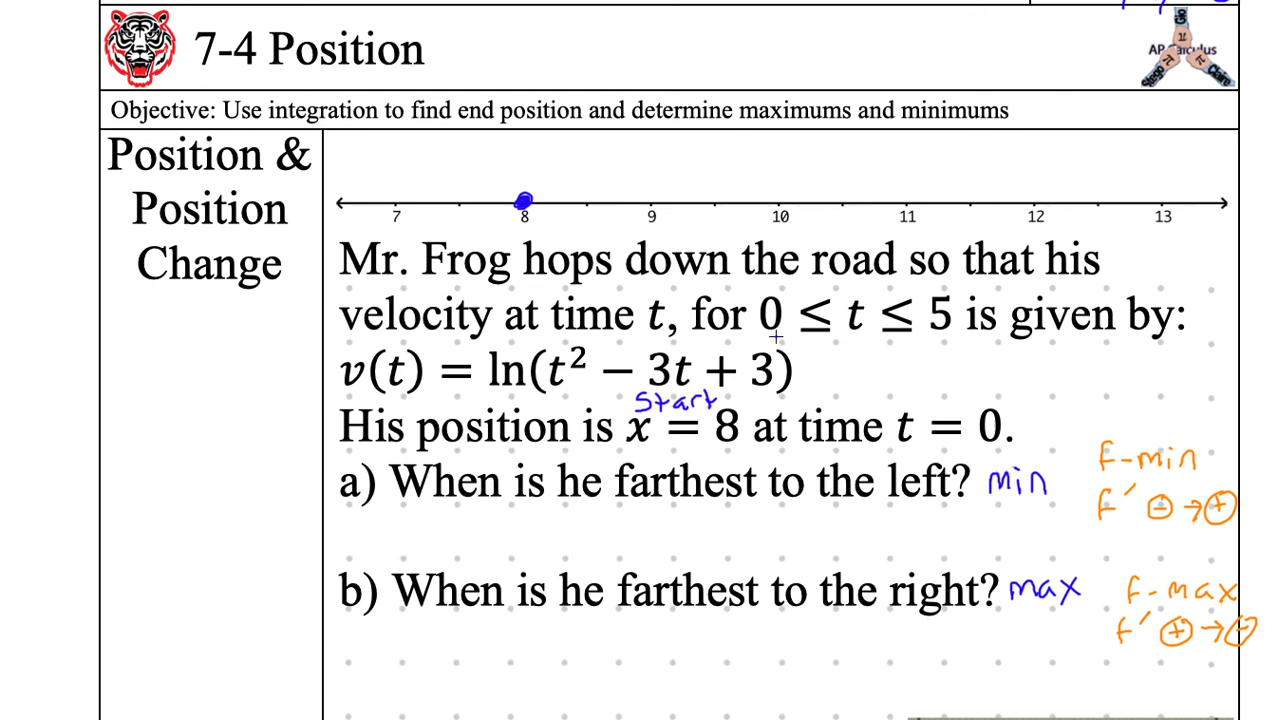 7-4 Position
Gio
AP Calculus
Stego
Claire
Objective: Use integration to find end position and determine maximums and minimums
Position &
Position
Change
7 8 9 10 11 12 13
Mr. Frog hops down the road so that his
velocity at time t, for 0 ≤ t ≤ 5 is given by:
v(t) = ln(t² − 3t + 3)
Start
His position is x = 8 at time t = 0.
a) When is he farthest to the left? min
f-min
f′ ⊖→⊕
b) When is he farthest to the right? max
f-max
f′ ⊕→⊖